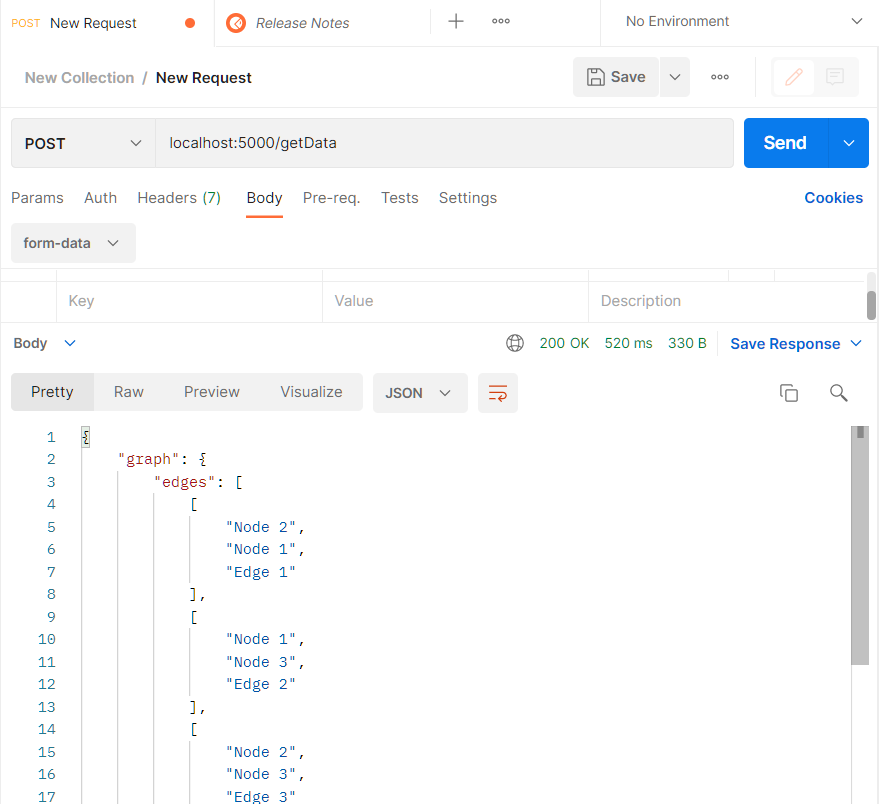 POST New Request Release Notes No Environment
New Collection / New Request Save
POST localhost:5000/getData Send
Params Auth Headers (7) Body Pre-req. Tests Settings Cookies
form-data
Key Value Description
Body 200 OK 520 ms 330 B Save Response
Pretty Raw Preview Visualize JSON
1 {
2 "graph": {
3 "edges": [
4 [
5 "Node 2",
6 "Node 1",
7 "Edge 1"
8 ],
9 [
10 "Node 1",
11 "Node 3",
12 "Edge 2"
13 ],
14 [
15 "Node 2",
16 "Node 3",
17 "Edge 3"